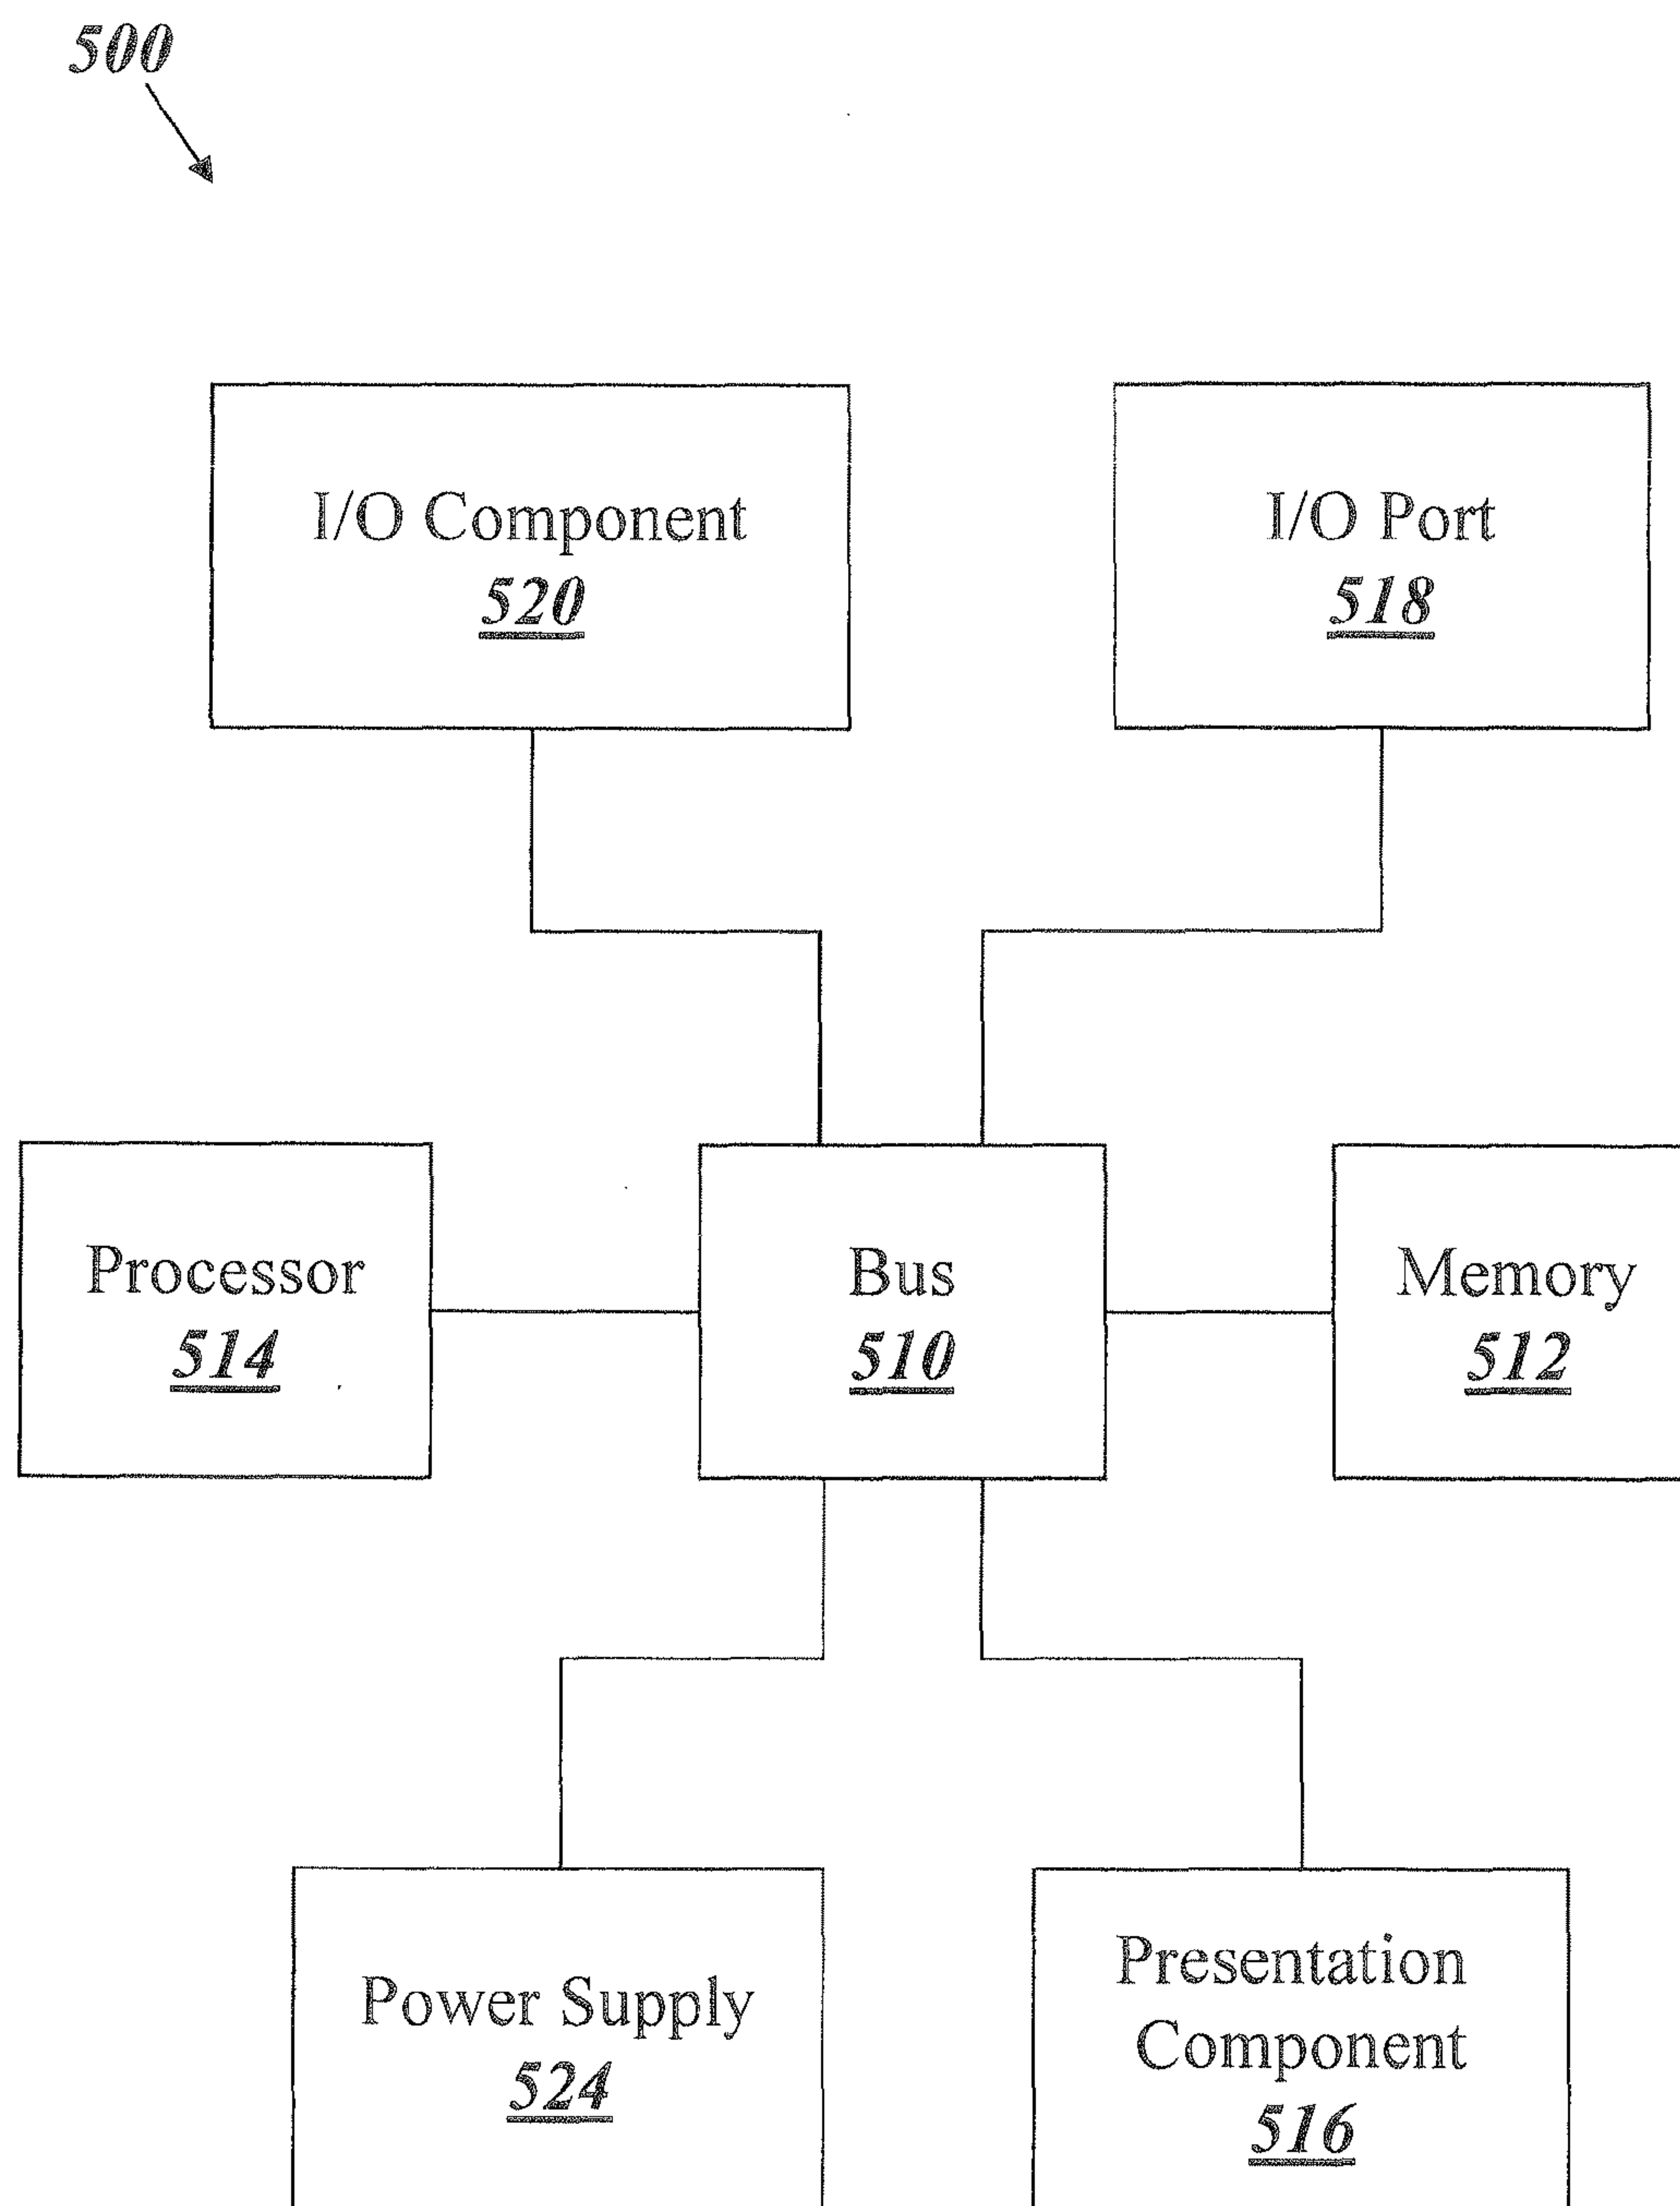 500
I/O Component
520
I/O Port
518
Processor
514
Bus
510
Memory
512
Power Supply
524
Presentation
Component
516